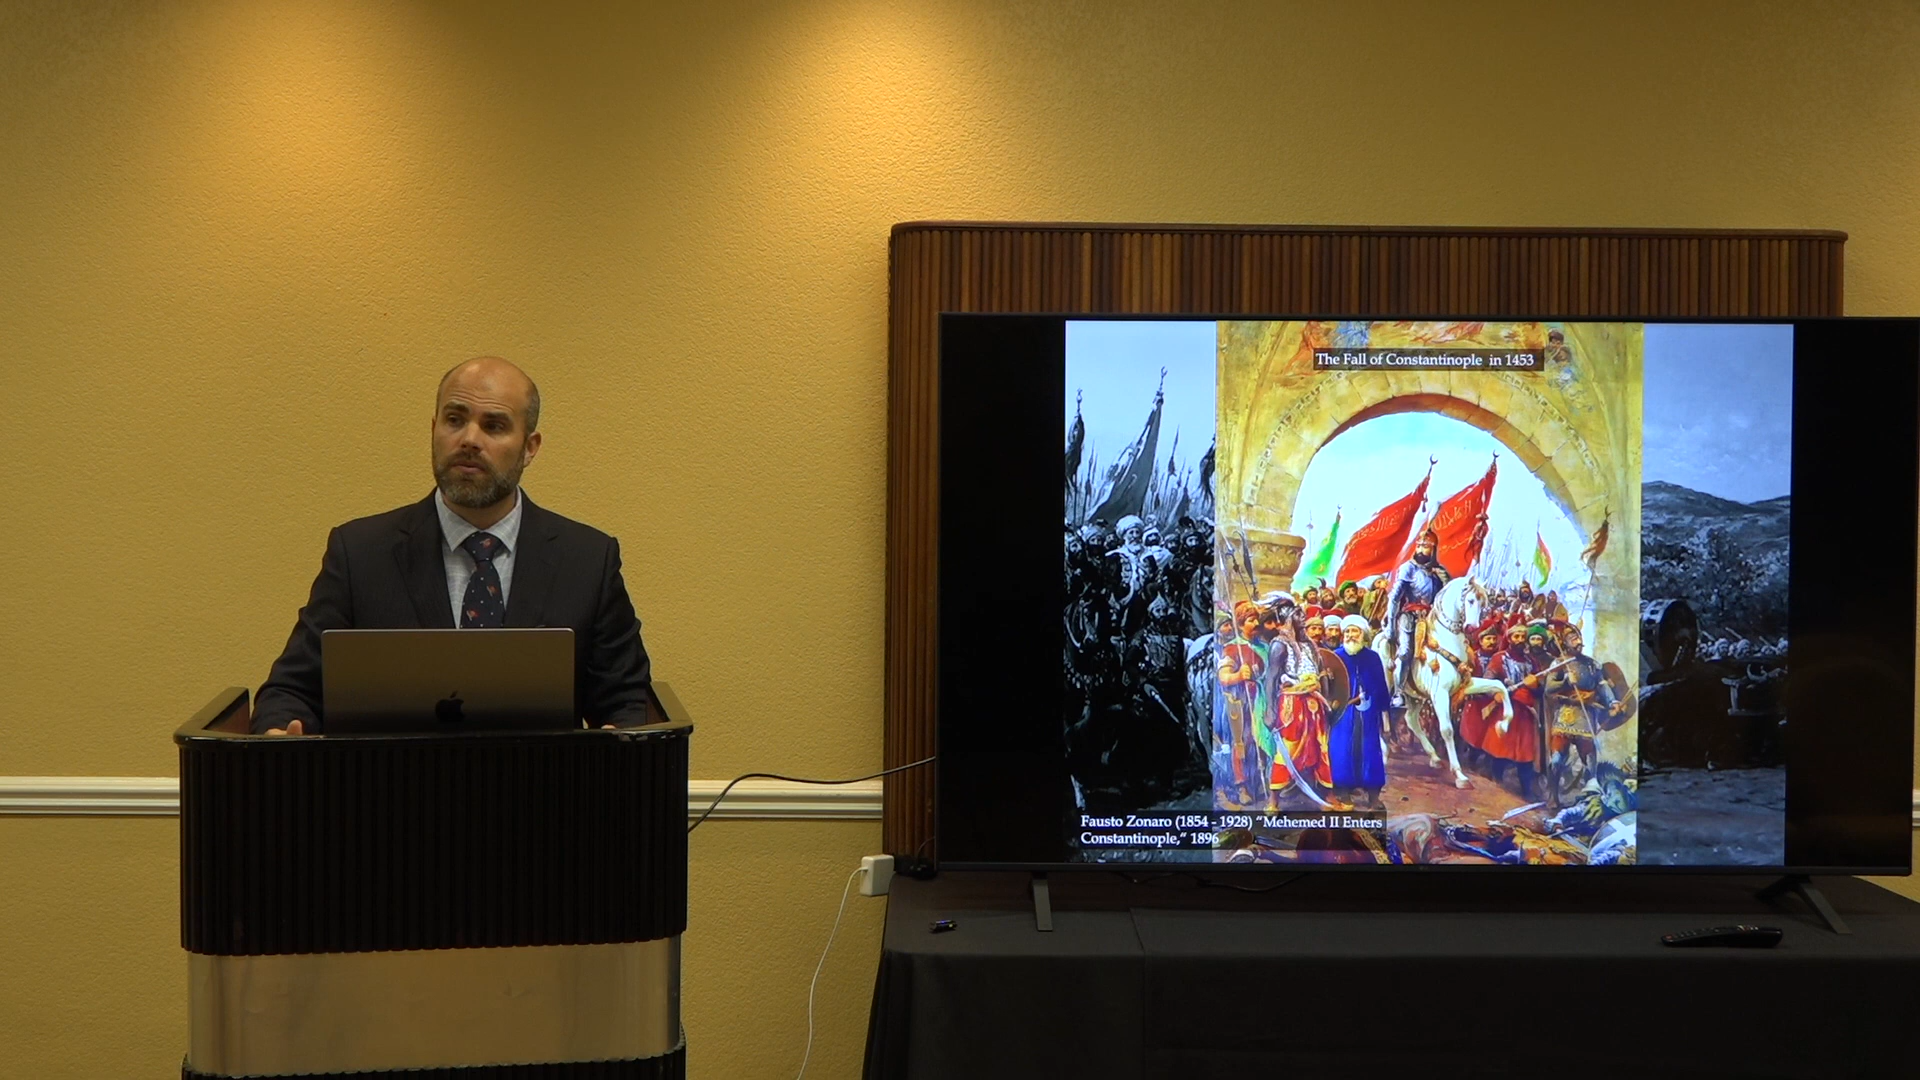 The Fall of Constantinople in 1453
Fausto Zonaro (1854 - 1928) “Mehemed II Enters
Constantinople,“ 1896